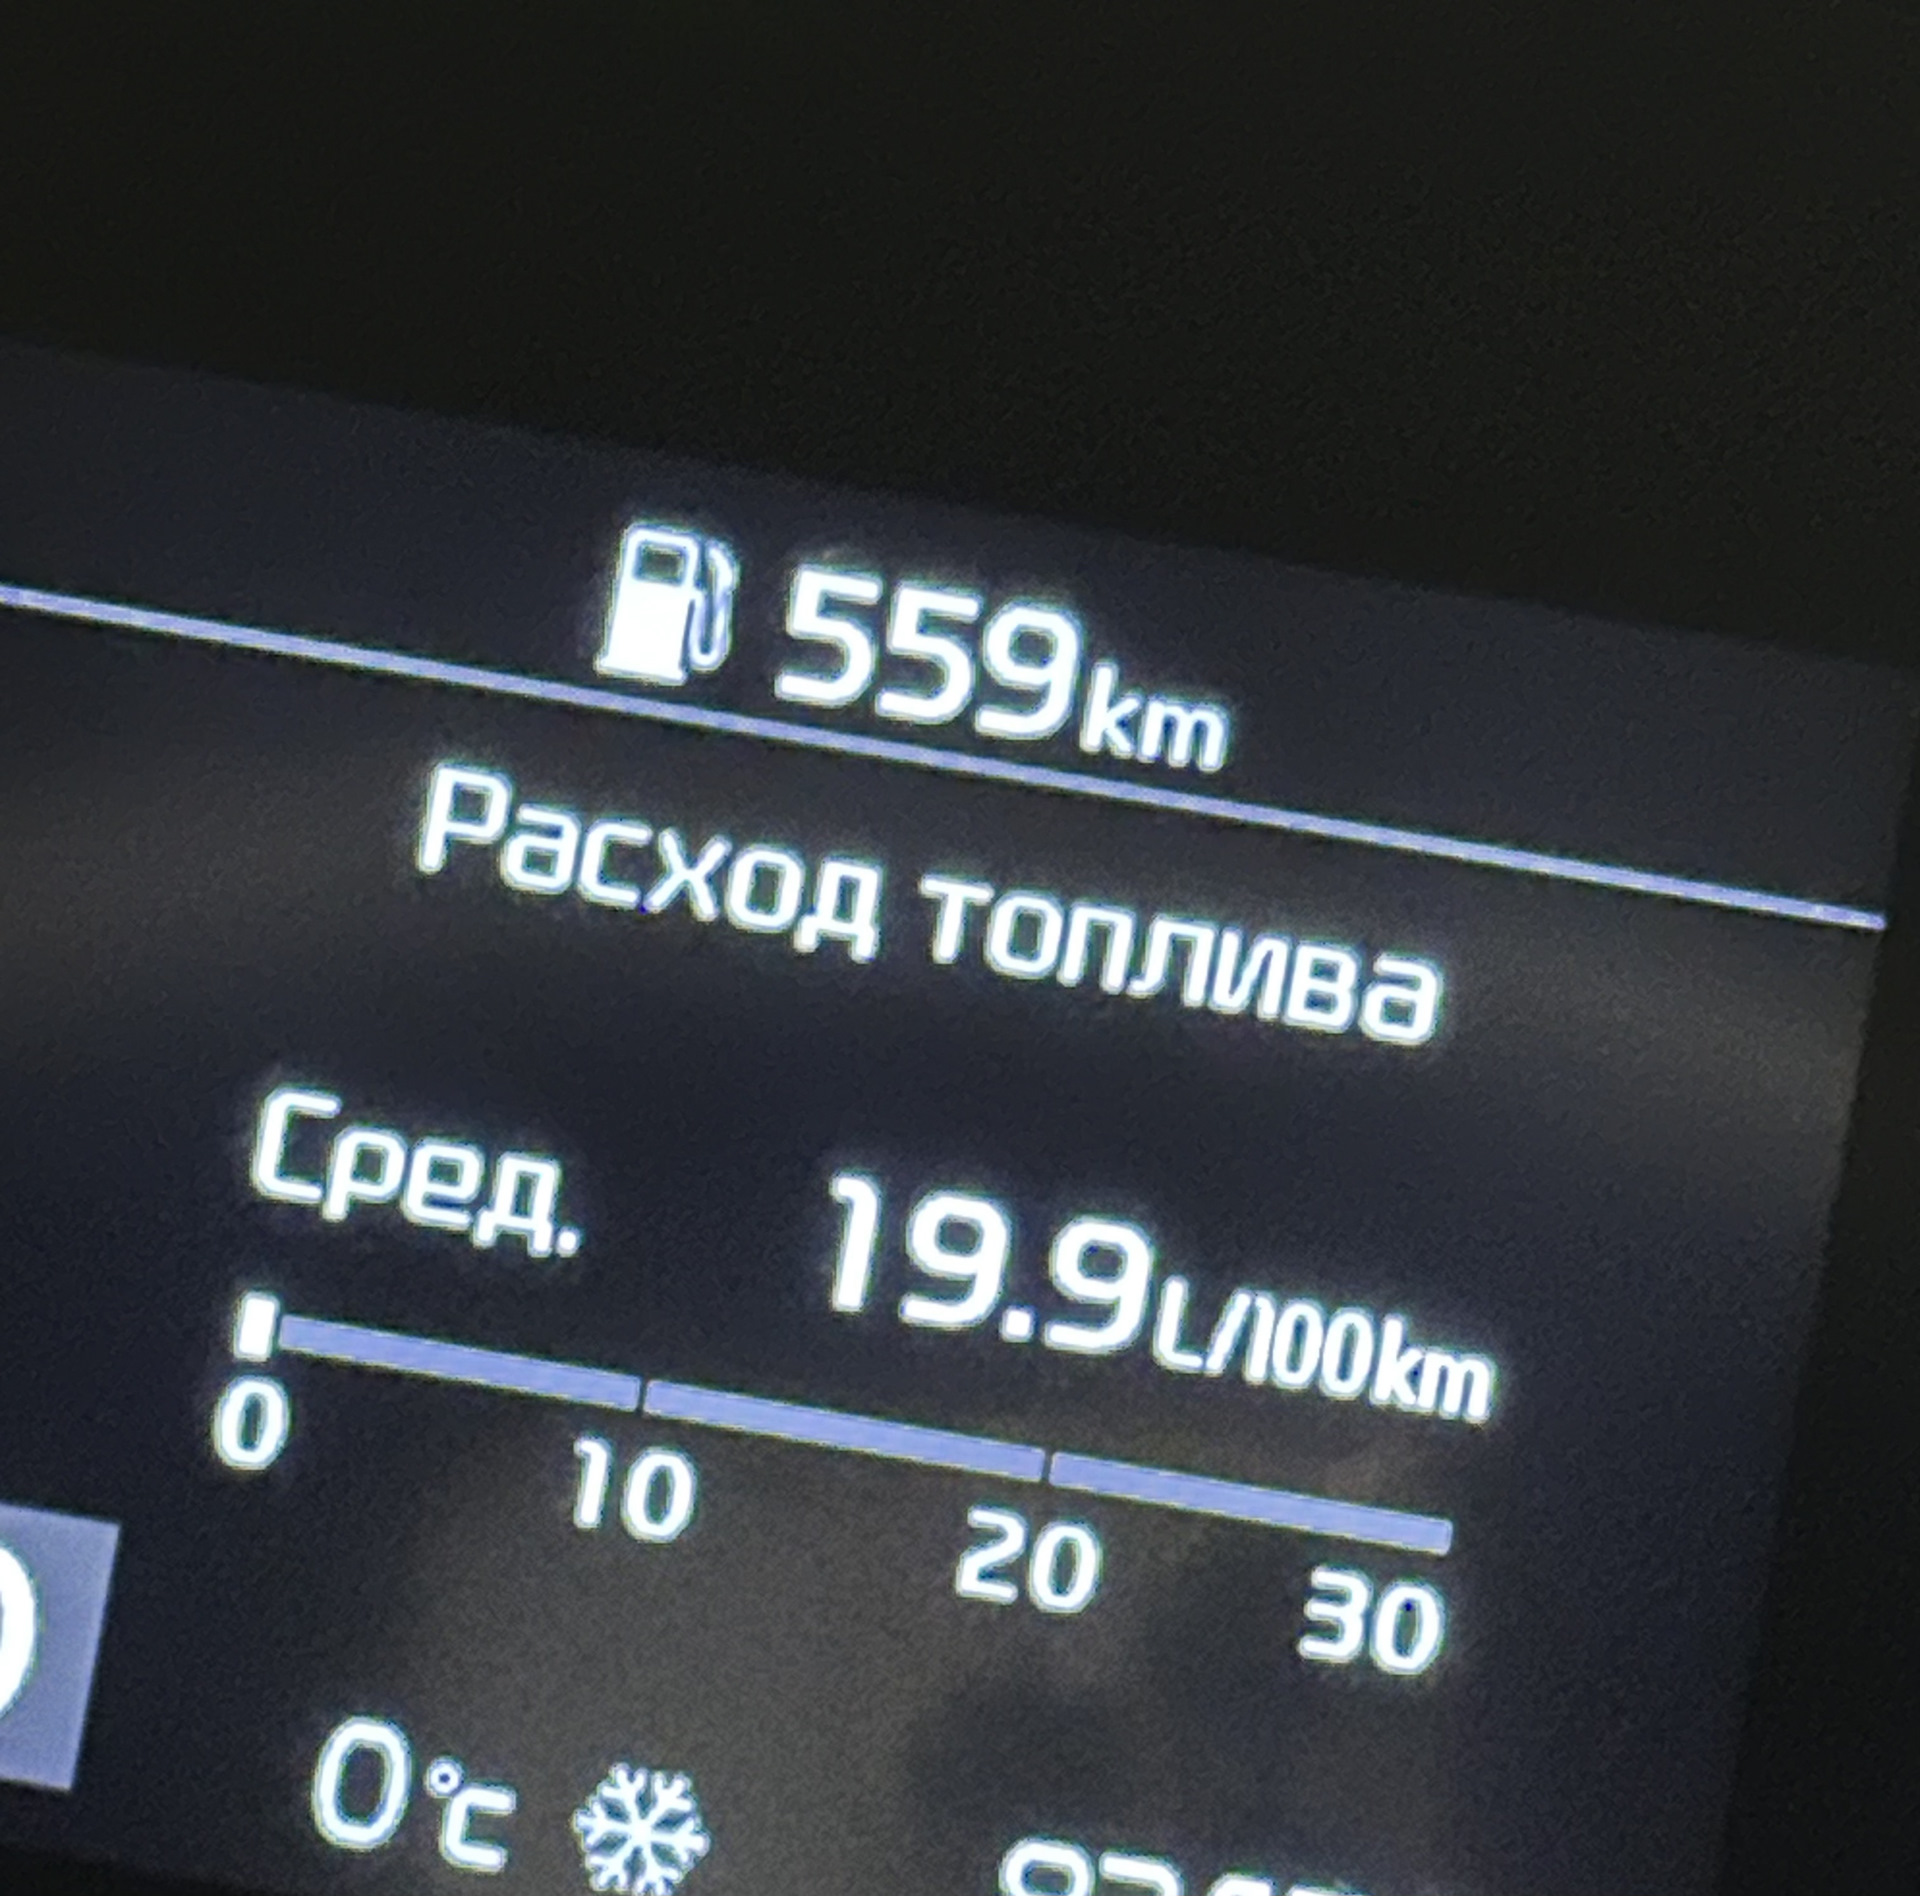 559km
Расход топлива
Сред. 19.9L/100km
0 10 20 30
0°C